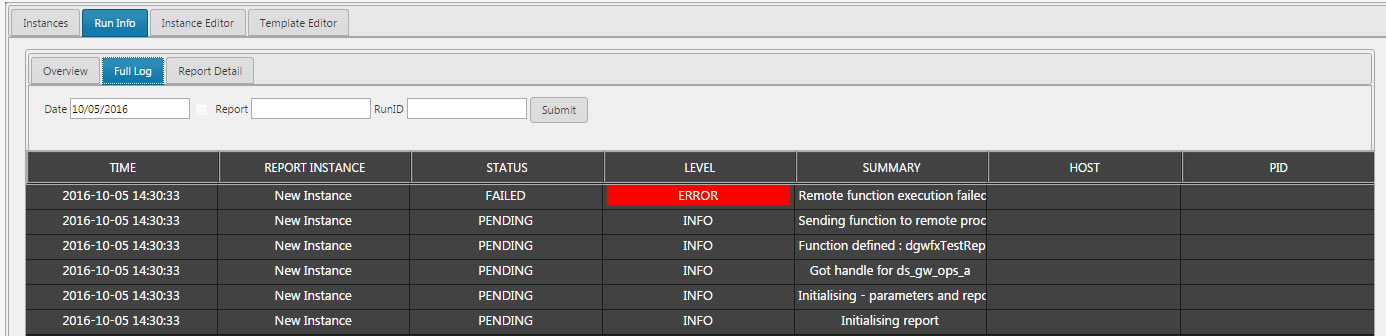 Instances Run Info Instance Editor Template Editor
Overview Full Log Report Detail
Date 10/05/2016 Report RunID Submit
TIME REPORT INSTANCE STATUS LEVEL SUMMARY HOST PID
2016-10-05 14:30:33 New Instance FAILED ERROR Remote function execution failed
2016-10-05 14:30:33 New Instance PENDING INFO Sending function to remote proc
2016-10-05 14:30:33 New Instance PENDING INFO Function defined : dgwfxTestRep
2016-10-05 14:30:33 New Instance PENDING INFO Got handle for ds_gw_ops_a
2016-10-05 14:30:33 New Instance PENDING INFO Initialising - parameters and repo
2016-10-05 14:30:33 New Instance PENDING INFO Initialising report